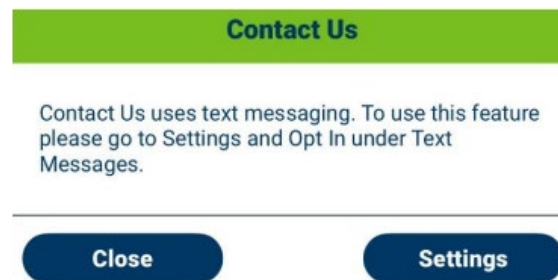 Contact Us
Contact Us uses text messaging. To use this feature
please go to Settings and Opt In under Text
Messages.
Close
Settings